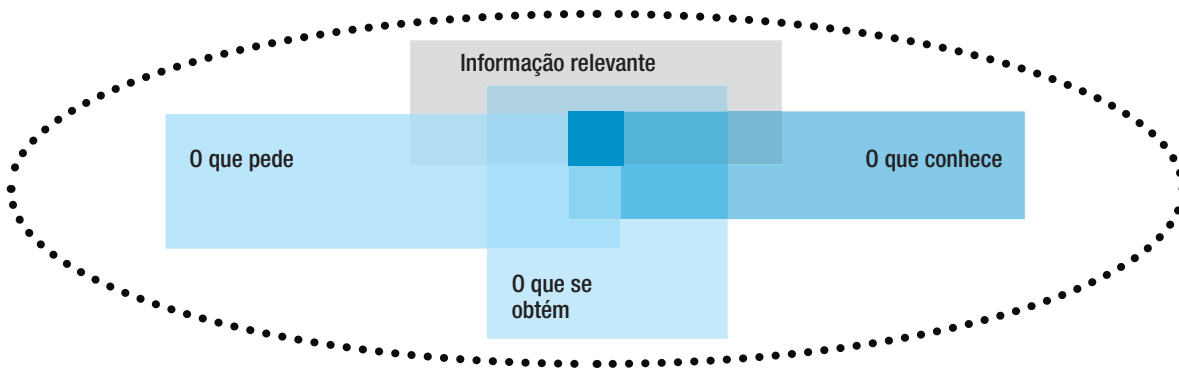 Informação relevante
O que pede
O que conhece
O que se
obtém